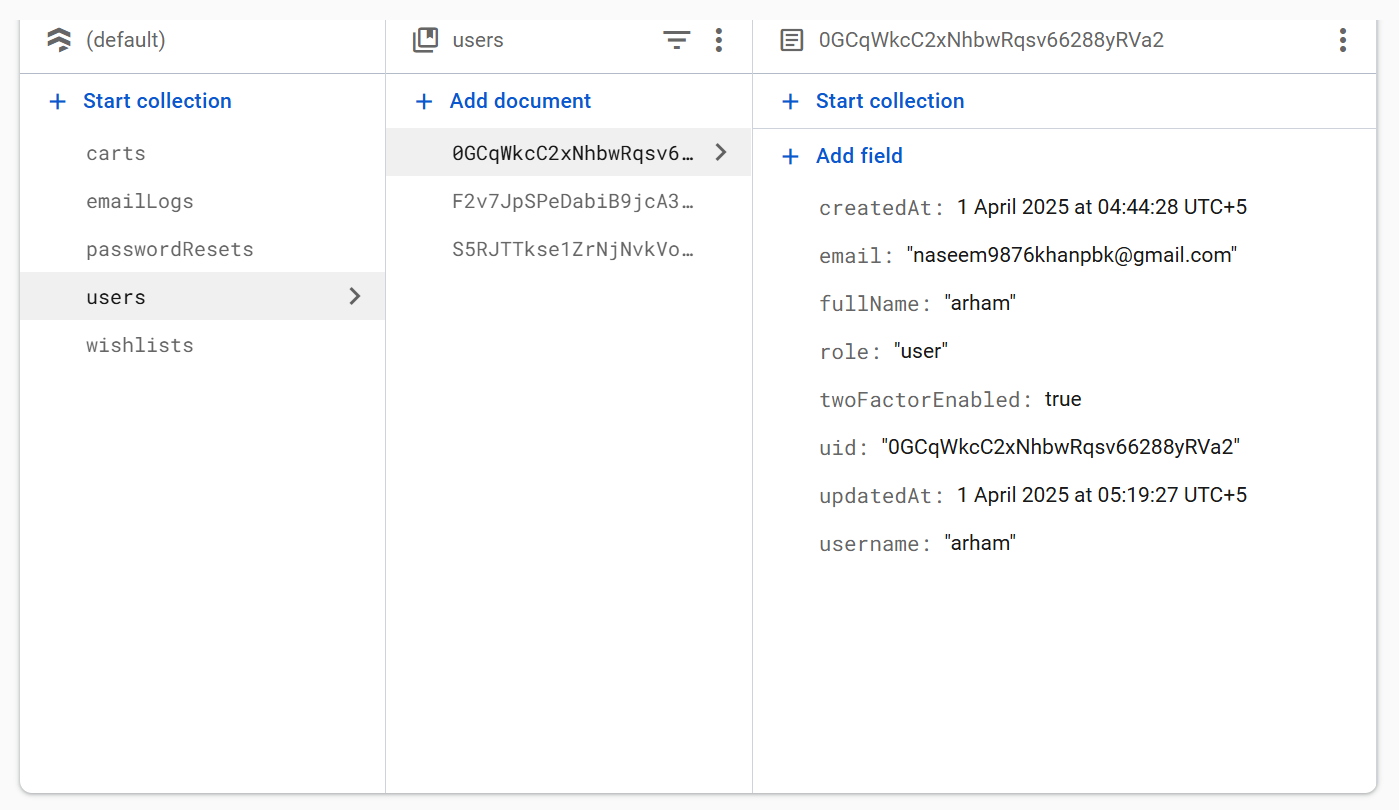 (default)
Start collection
carts
emailLogs
passwordResets
users
wishlists
users
Add document
0GCqWkcC2xNhbwRqsv6…
F2v7JpSPeDabiB9jcA3…
S5RJTTkse1ZrNjNvkVo…
0GCqWkcC2xNhbwRqsv66288yRVa2
Start collection
Add field
createdAt: 1 April 2025 at 04:44:28 UTC+5
email: "naseem9876khanpbk@gmail.com"
fullName: "arham"
role: "user"
twoFactorEnabled: true
uid: "0GCqWkcC2xNhbwRqsv66288yRVa2"
updatedAt: 1 April 2025 at 05:19:27 UTC+5
username: "arham"